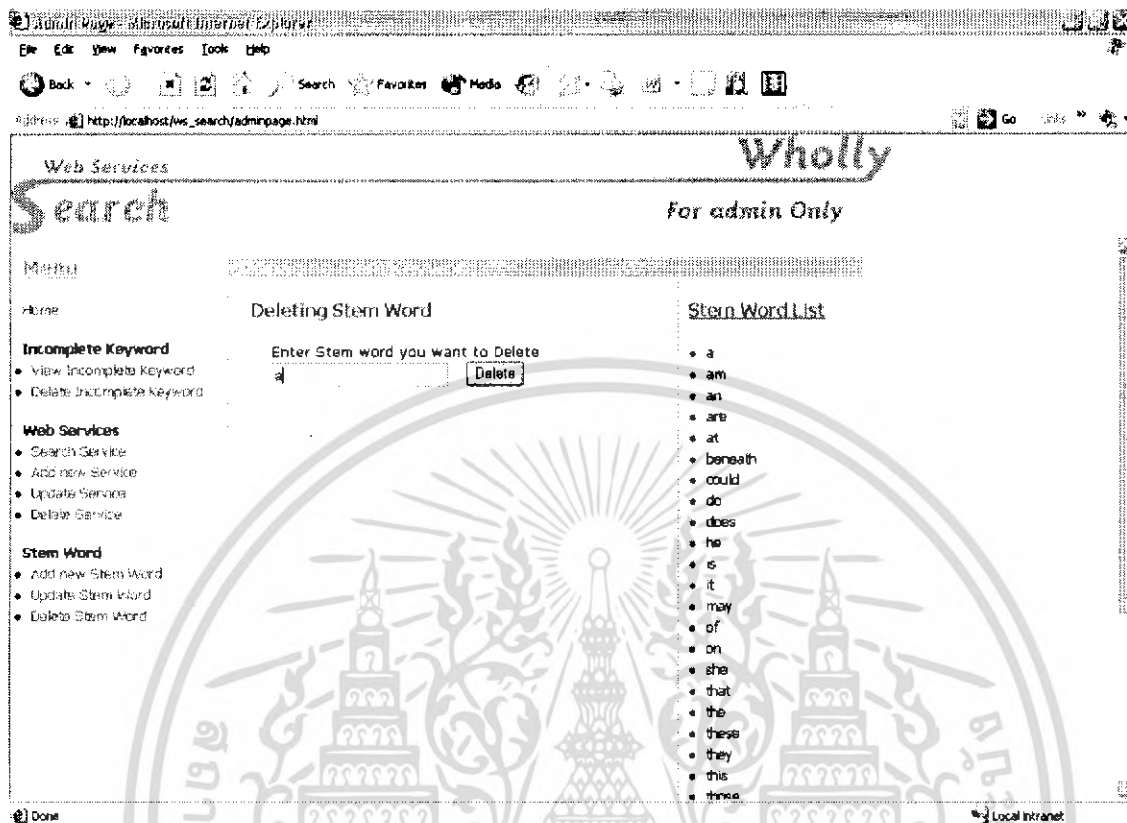 Admin Page - Microsoft Internet Explorer
File Edit View Favorites Tools Help
Back Search Favorites Media
Address http://localhost/ws_search/adminpage.html Go Links »
Web Services Wholly
Search For admin Only
Menu
Home
Incomplete Keyword
• View Incomplete Keyword
• Delete Incomplete Keyword
Web Services
• Search Service
• Add new Service
• Update Service
• Delete Service
Stem Word
• Add new Stem Word
• Update Stem Word
• Delete Stem Word
Deleting Stem Word
Enter Stem word you want to Delete
a Delete
Stem Word List
• a
• am
• an
• are
• at
• beneath
• could
• do
• does
• he
• is
• it
• may
• of
• on
• she
• that
• the
• these
• they
• this
• those
Done Local intranet